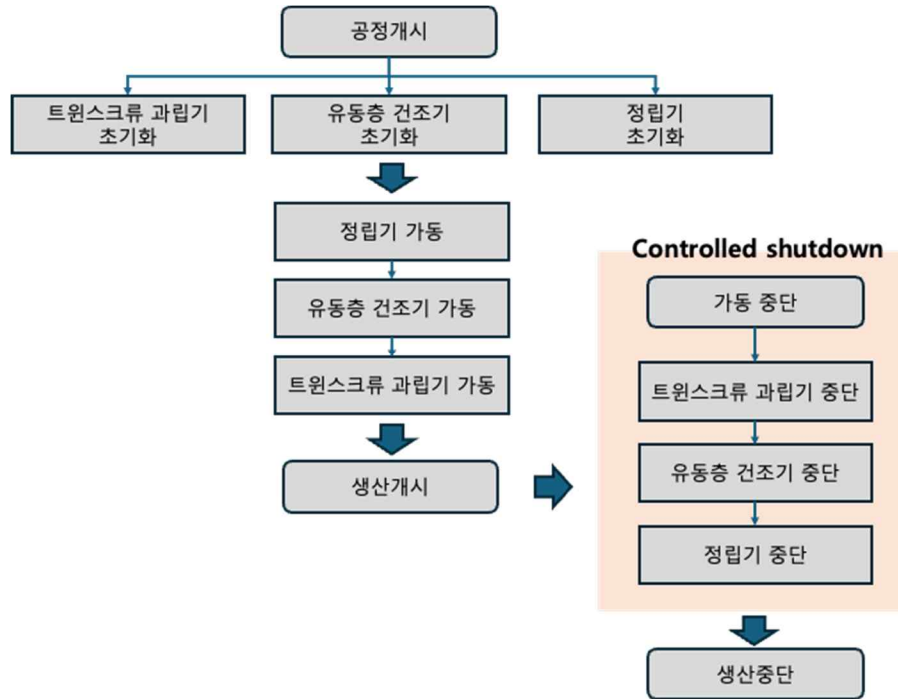 공정개시
트윈스크류 과립기
초기화
유동층 건조기
초기화
정립기
초기화
정립기 가동
유동층 건조기 가동
트윈스크류 과립기 가동
생산개시
Controlled shutdown
가동 중단
트윈스크류 과립기 중단
유동층 건조기 중단
정립기 중단
생산중단